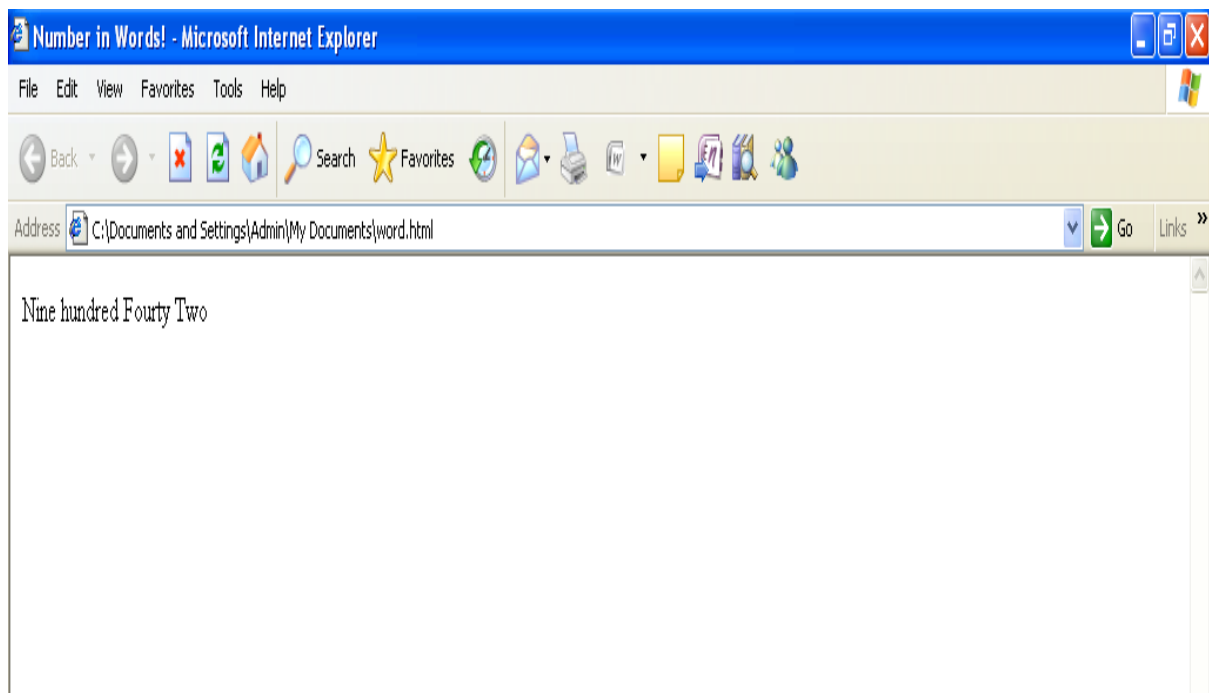 Number in Words! - Microsoft Internet Explorer
File Edit View Favorites Tools Help
Back Search Favorites
Address C:\Documents and Settings\Admin\My Documents\word.html Go Links »
Nine hundred Fourty Two